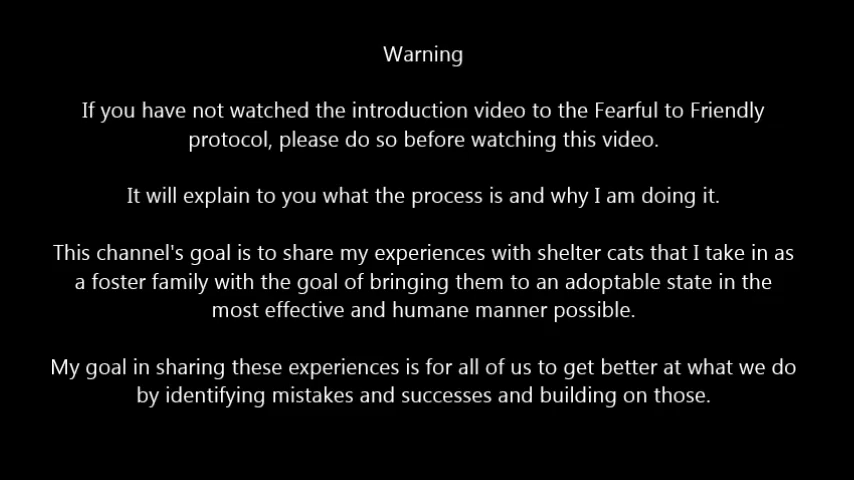 Warning
If you have not watched the introduction video to the Fearful to Friendly
protocol, please do so before watching this video.
It will explain to you what the process is and why I am doing it.
This channel's goal is to share my experiences with shelter cats that I take in as
a foster family with the goal of bringing them to an adoptable state in the
most effective and humane manner possible.
My goal in sharing these experiences is for all of us to get better at what we do
by identifying mistakes and successes and building on those.